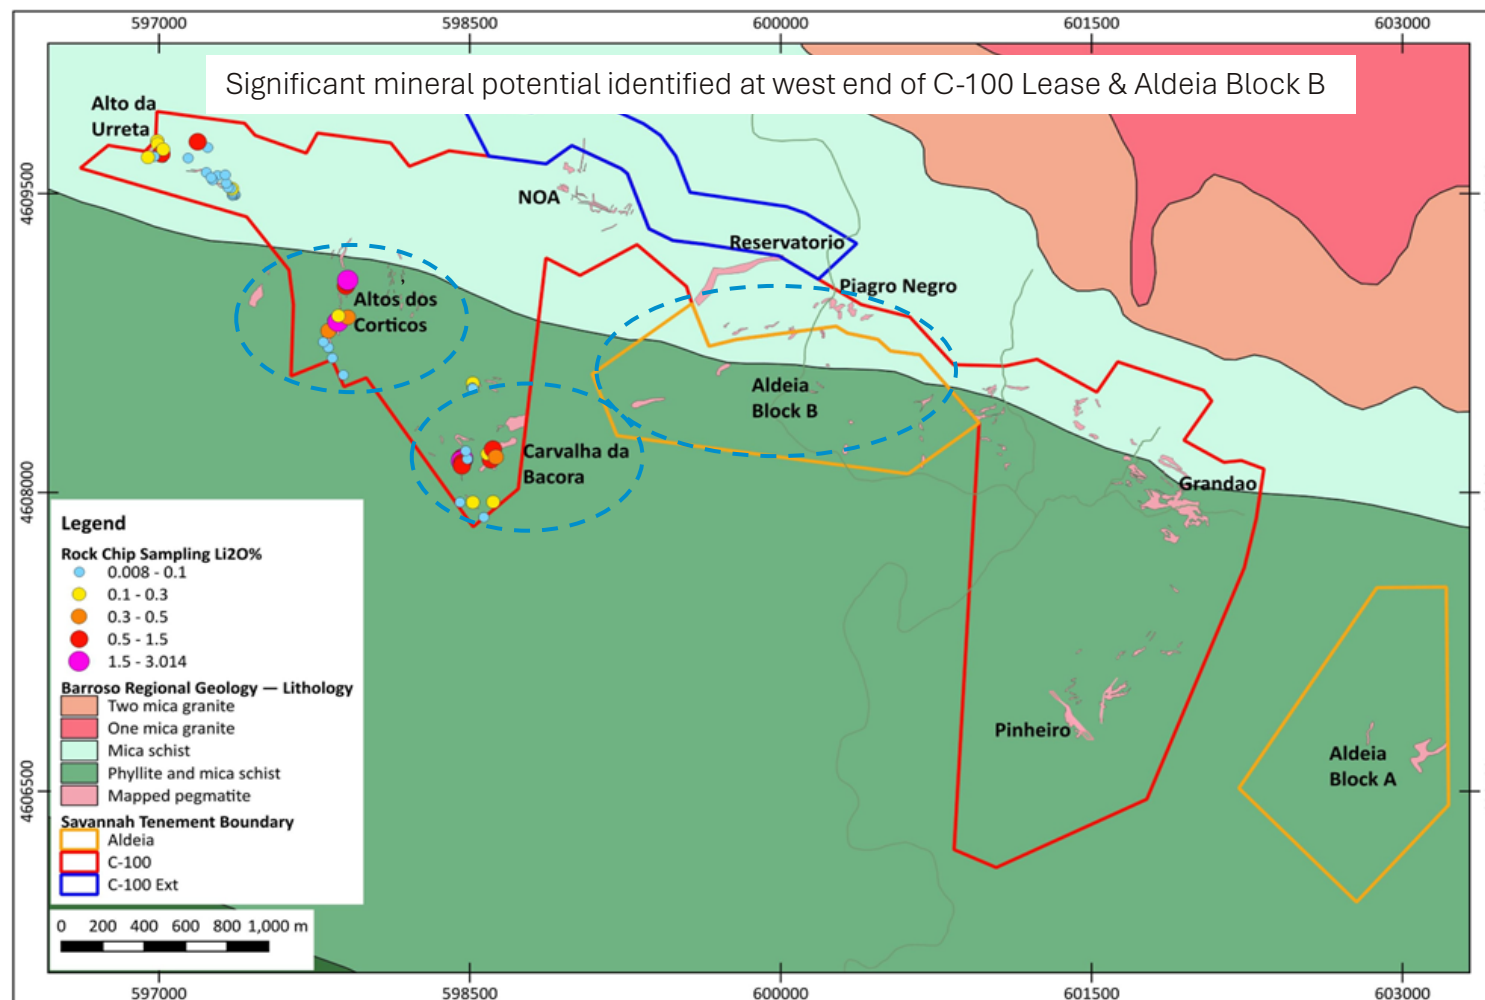 597000 598500 600000 601500 603000
Significant mineral potential identified at west end of C-100 Lease & Aldeia Block B
Alto da
Urreta
4609500
NOA
Reservatorio
Piagro Negro
Altos dos
Corticos
Aldeia
Block B
Carvalha da
Bacora
Grandao
4608000
Pinheiro
Aldeia
Block A
4606500
Legend
Rock Chip Sampling Li2O%
0.008 - 0.1
0.1 - 0.3
0.3 - 0.5
0.5 - 1.5
1.5 - 3.014
Barroso Regional Geology — Lithology
Two mica granite
One mica granite
Mica schist
Phyllite and mica schist
Mapped pegmatite
Savannah Tenement Boundary
Aldeia
C-100
C-100 Ext
0 200 400 600 800 1,000 m
597000 598500 600000 601500 603000